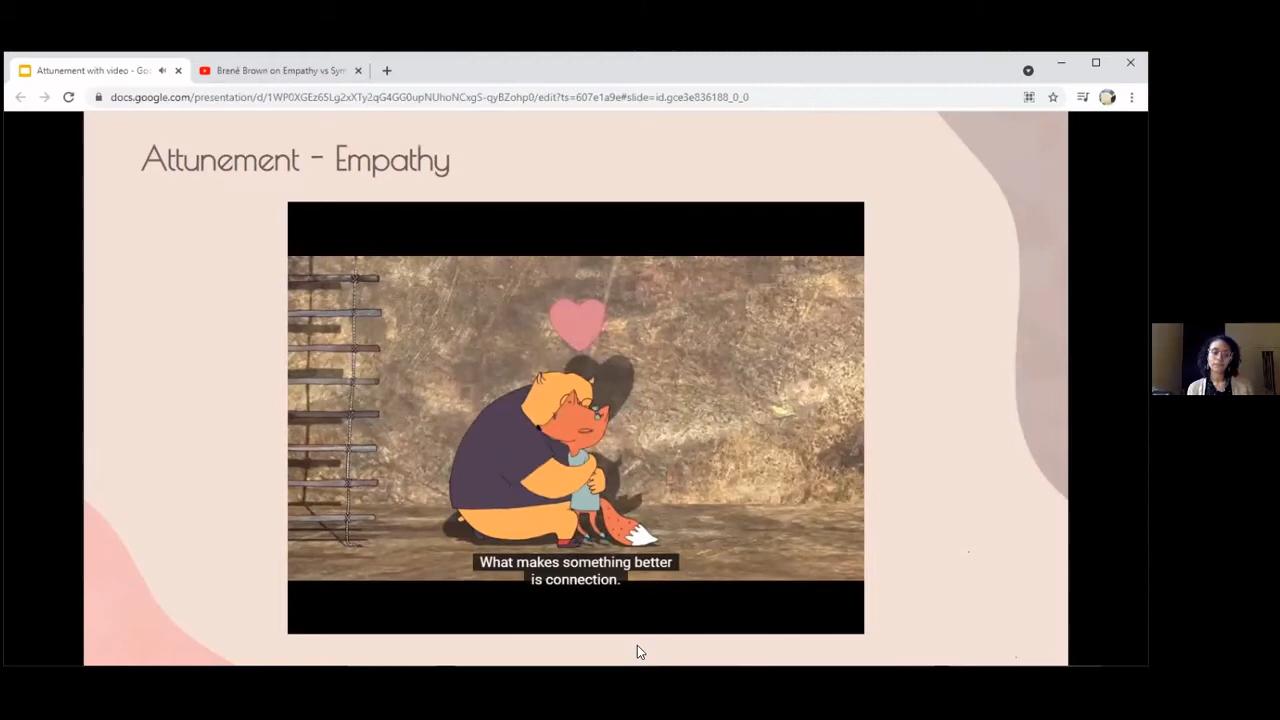 Attunement with video - Go
Brené Brown on Empathy vs Sym
docs.google.com/presentation/d/1WP0XGEz65Lg2xXTy2qG4GG0upNUhoNCxgS-qyBZohp0/edit?ts=607e1a9e#slide=id.gce3e836188_0_0
Attunement - Empathy
What makes something better
is connection.